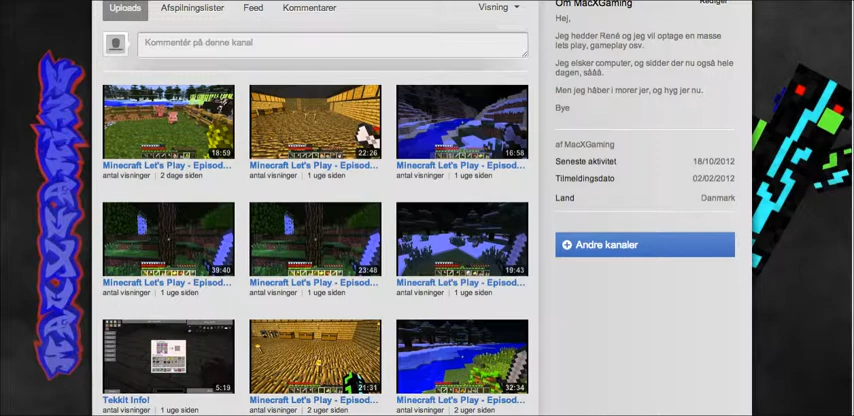 Uploads Afspilningslister Feed Kommentarer Visning
Kommentér på denne kanal
18:59 22:26 16:58
Minecraft Let's Play - Episod... Minecraft Let's Play - Episod... Minecraft Let's Play - Episod...
antal visninger | 2 dage siden antal visninger | 1 uge siden antal visninger | 1 uge siden
39:40 23:48 19:43
Minecraft Let's Play - Episod... Minecraft Let's Play - Episod... Minecraft Let's Play - Episod...
antal visninger | 1 uge siden antal visninger | 1 uge siden antal visninger | 1 uge siden
5:19 21:31 32:34
Tekkit Info! Minecraft Let's Play - Episod... Minecraft Let's Play - Episod...
antal visninger | 1 uge siden antal visninger | 2 uger siden antal visninger | 2 uger siden
Om MacXGaming Rediger
Hej,
Jeg hedder René og jeg vil optage en masse
lets play, gameplay osv.
Jeg elsker computer, og sidder der nu også hele
dagen, sååå.
Men jeg håber i morer jer, og hyg jer nu.
Bye
af MacXGaming
Seneste aktivitet 18/10/2012
Tilmeldingsdato 02/02/2012
Land Danmark
Andre kanaler